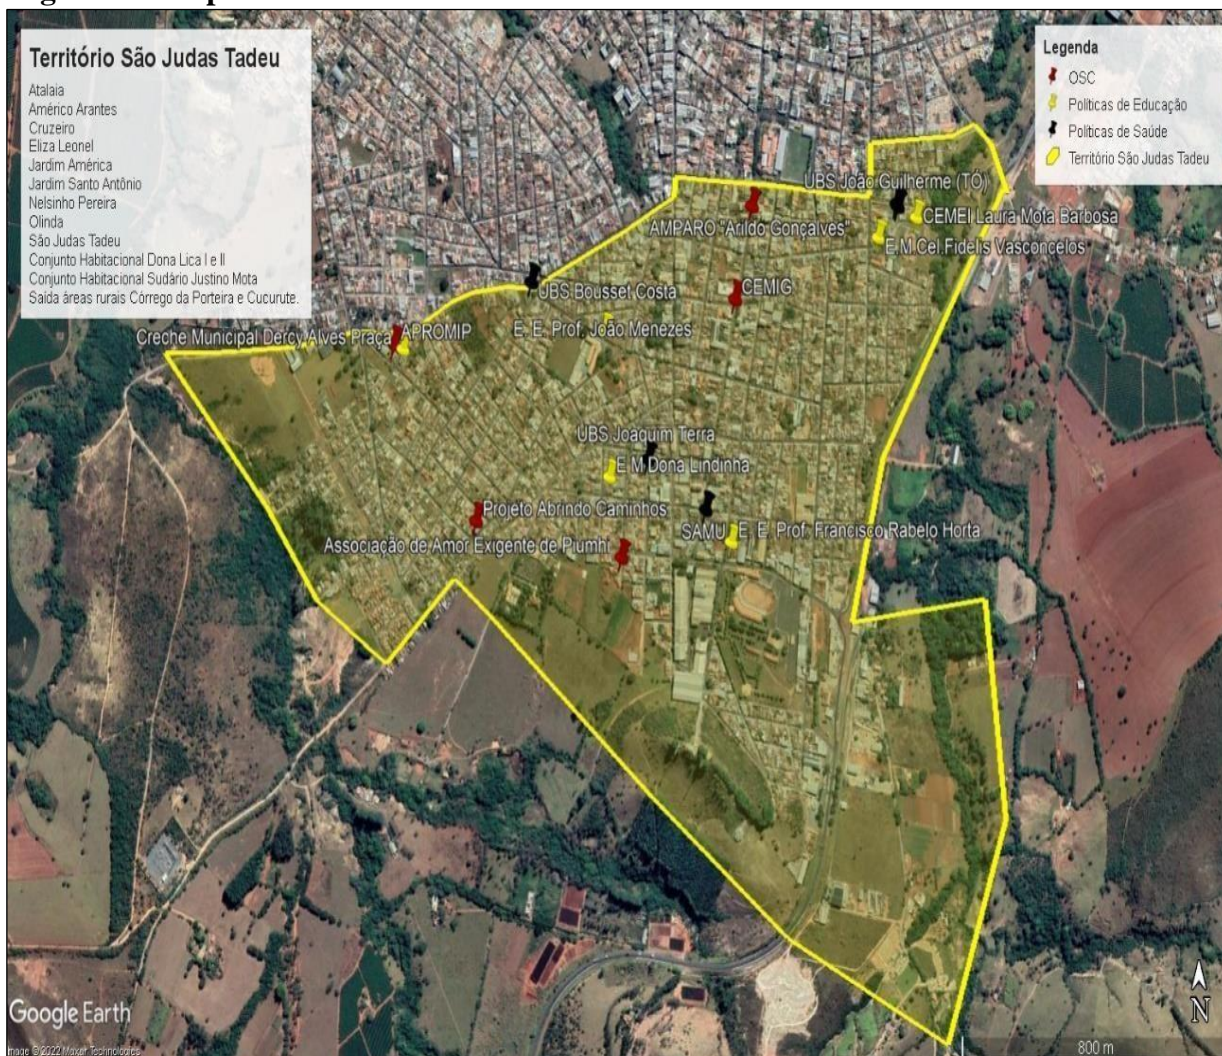 Território São Judas Tadeu
Atalaia
Américo Arantes
Cruzeiro
Eliza Leonel
Jardim América
Jardim Santo Antônio
Nelsinho Pereira
Olinda
São Judas Tadeu
Conjunto Habitacional Dona Lica I e II
Conjunto Habitacional Sudário Justino Mota
Saída áreas rurais Córrego da Porteira e Cucurute.
Legenda
OSC
Políticas de Educação
Políticas de Saúde
Território São Judas Tadeu
UBS João Guilherme (TÓ)
CEMEI Laura Mota Barbosa
AMPARO "Arildo Gonçalves"
E.M.Cel.Fidelis Vasconcelos
CEMIG
UBS Bousset Costa
E. E. Prof. João Menezes
Creche Municipal Dercy Alves Praça
APROMIP
UBS Joaquim Terra
E M Dona Lindinha
Projeto Abrindo Caminhos
SAMU
E. E. Prof. Francisco Rabelo Horta
Associação de Amor Exigente de Piumhi
N
Google Earth
Image © 2022 Maxar Technologies
800 m